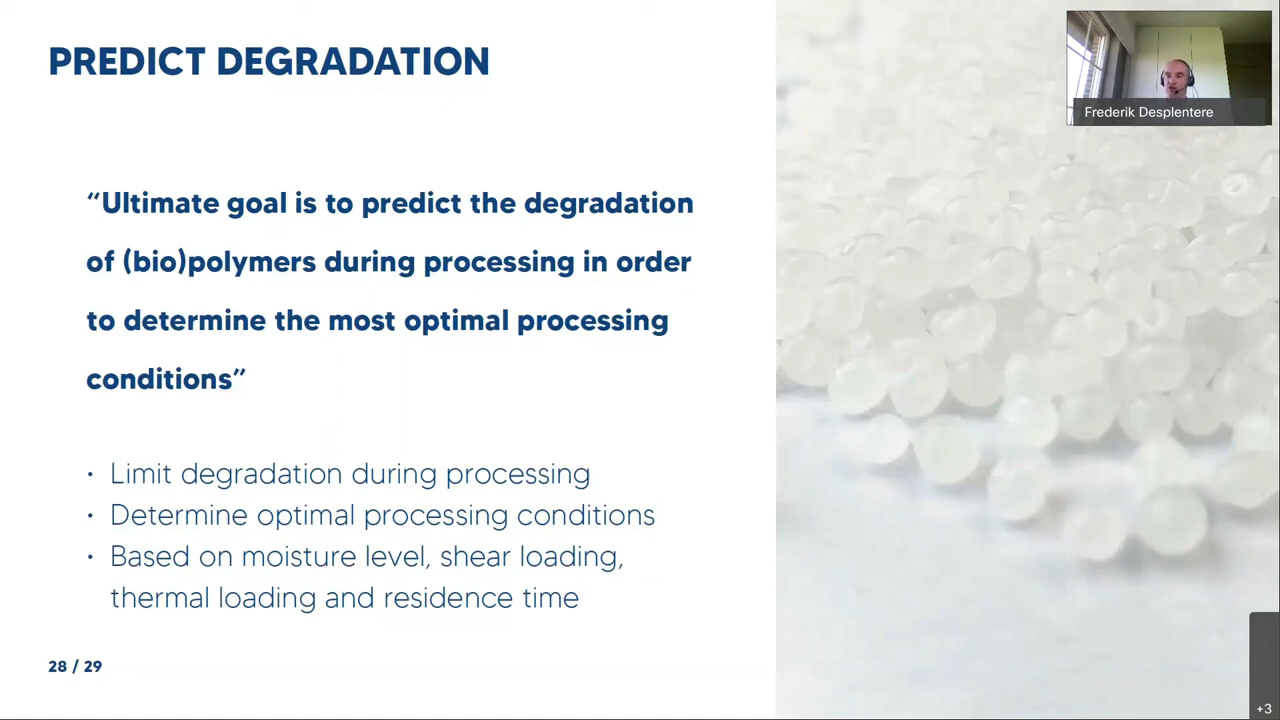 PREDICT DEGRADATION
Frederik Desplentere
“Ultimate goal is to predict the degradation
of (bio)polymers during processing in order
to determine the most optimal processing
conditions”
• Limit degradation during processing
• Determine optimal processing conditions
• Based on moisture level, shear loading,
thermal loading and residence time
28 / 29
+3